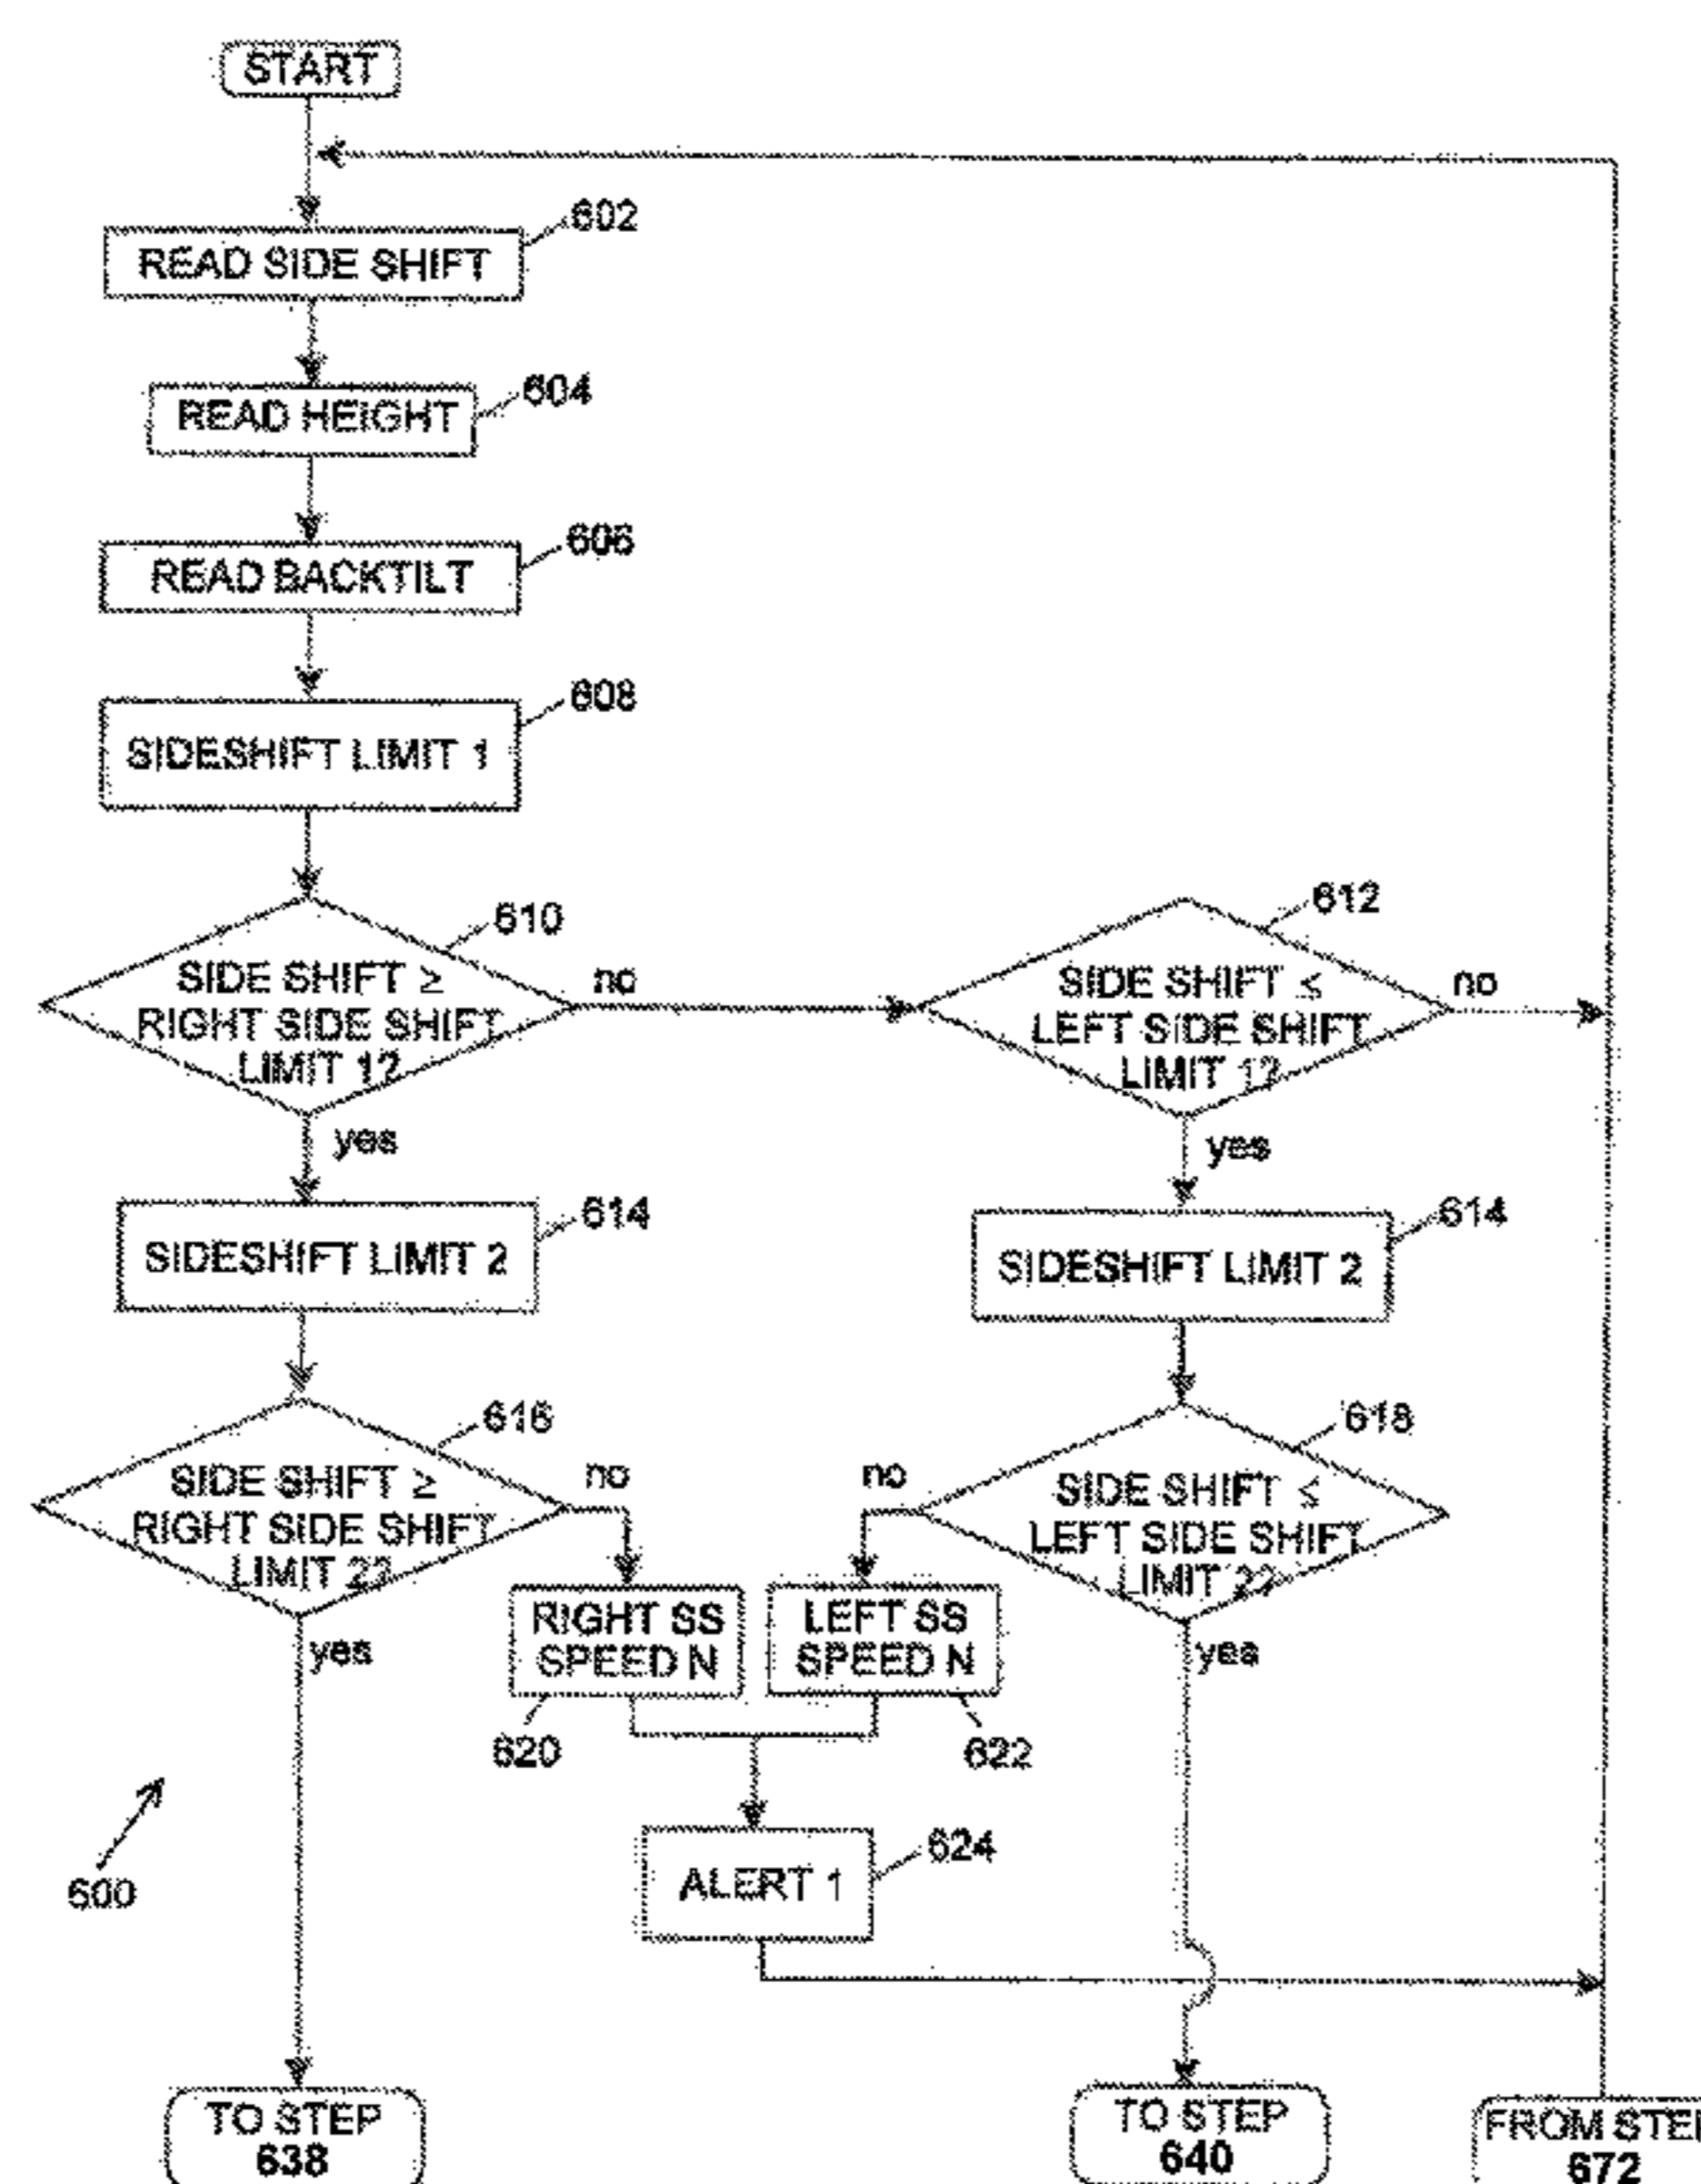 START
READ SIDE SHIFT
602
READ HEIGHT
604
READ BACKTILT
606
SIDESHIFT LIMIT 1
608
SIDE SHIFT ≥
RIGHT SIDE SHIFT
LIMIT 1?
610
no
yes
SIDE SHIFT ≤
LEFT SIDE SHIFT
LIMIT 1?
612
no
yes
SIDESHIFT LIMIT 2
614
SIDESHIFT LIMIT 2
614
SIDE SHIFT ≥
RIGHT SIDE SHIFT
LIMIT 2?
616
no
yes
SIDE SHIFT ≤
LEFT SIDE SHIFT
LIMIT 2?
618
no
yes
RIGHT SS
SPEED N
620
LEFT SS
SPEED N
622
ALERT 1
624
600
TO STEP
638
TO STEP
640
FROM STEP
672